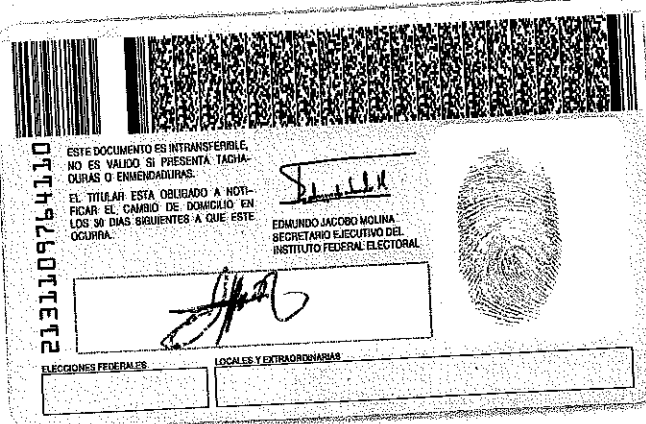 ESTE DOCUMENTO ES INTRANSFERIBLE,
NO ES VALIDO SI PRESENTA TACHA-
DURAS O ENMENDADURAS.
EL TITULAR ESTA OBLIGADO A NOTI-
FICAR EL CAMBIO DE DOMICILIO EN
LOS 30 DIAS SIGUIENTES A QUE ESTE
OCURRA.
EDMUNDO JACOBO MOLINA
SECRETARIO EJECUTIVO DEL
INSTITUTO FEDERAL ELECTORAL
2131109764110
ELECCIONES FEDERALES
LOCALES Y EXTRAORDINARIAS